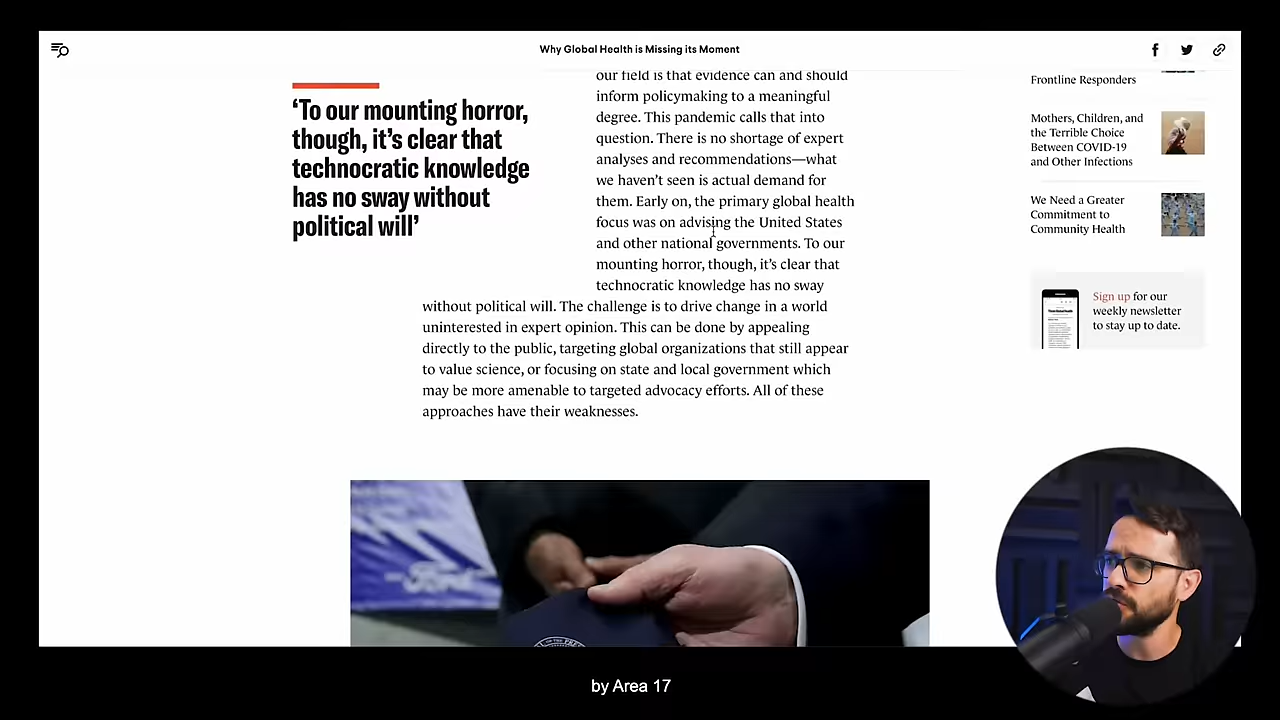 Why Global Health is Missing its Moment
‘To our mounting horror,
though, it’s clear that
technocratic knowledge
has no sway without
political will’
our field is that evidence can and should
inform policymaking to a meaningful
degree. This pandemic calls that into
question. There is no shortage of expert
analyses and recommendations—what
we haven’t seen is actual demand for
them. Early on, the primary global health
focus was on advising the United States
and other national governments. To our
mounting horror, though, it’s clear that
technocratic knowledge has no sway
without political will. The challenge is to drive change in a world
uninterested in expert opinion. This can be done by appealing
directly to the public, targeting global organizations that still appear
to value science, or focusing on state and local government which
may be more amenable to targeted advocacy efforts. All of these
approaches have their weaknesses.
Frontline Responders
Mothers, Children, and
the Terrible Choice
Between COVID-19
and Other Infections
We Need a Greater
Commitment to
Community Health
Sign up for our
weekly newsletter
to stay up to date.
Ford
by Area 17